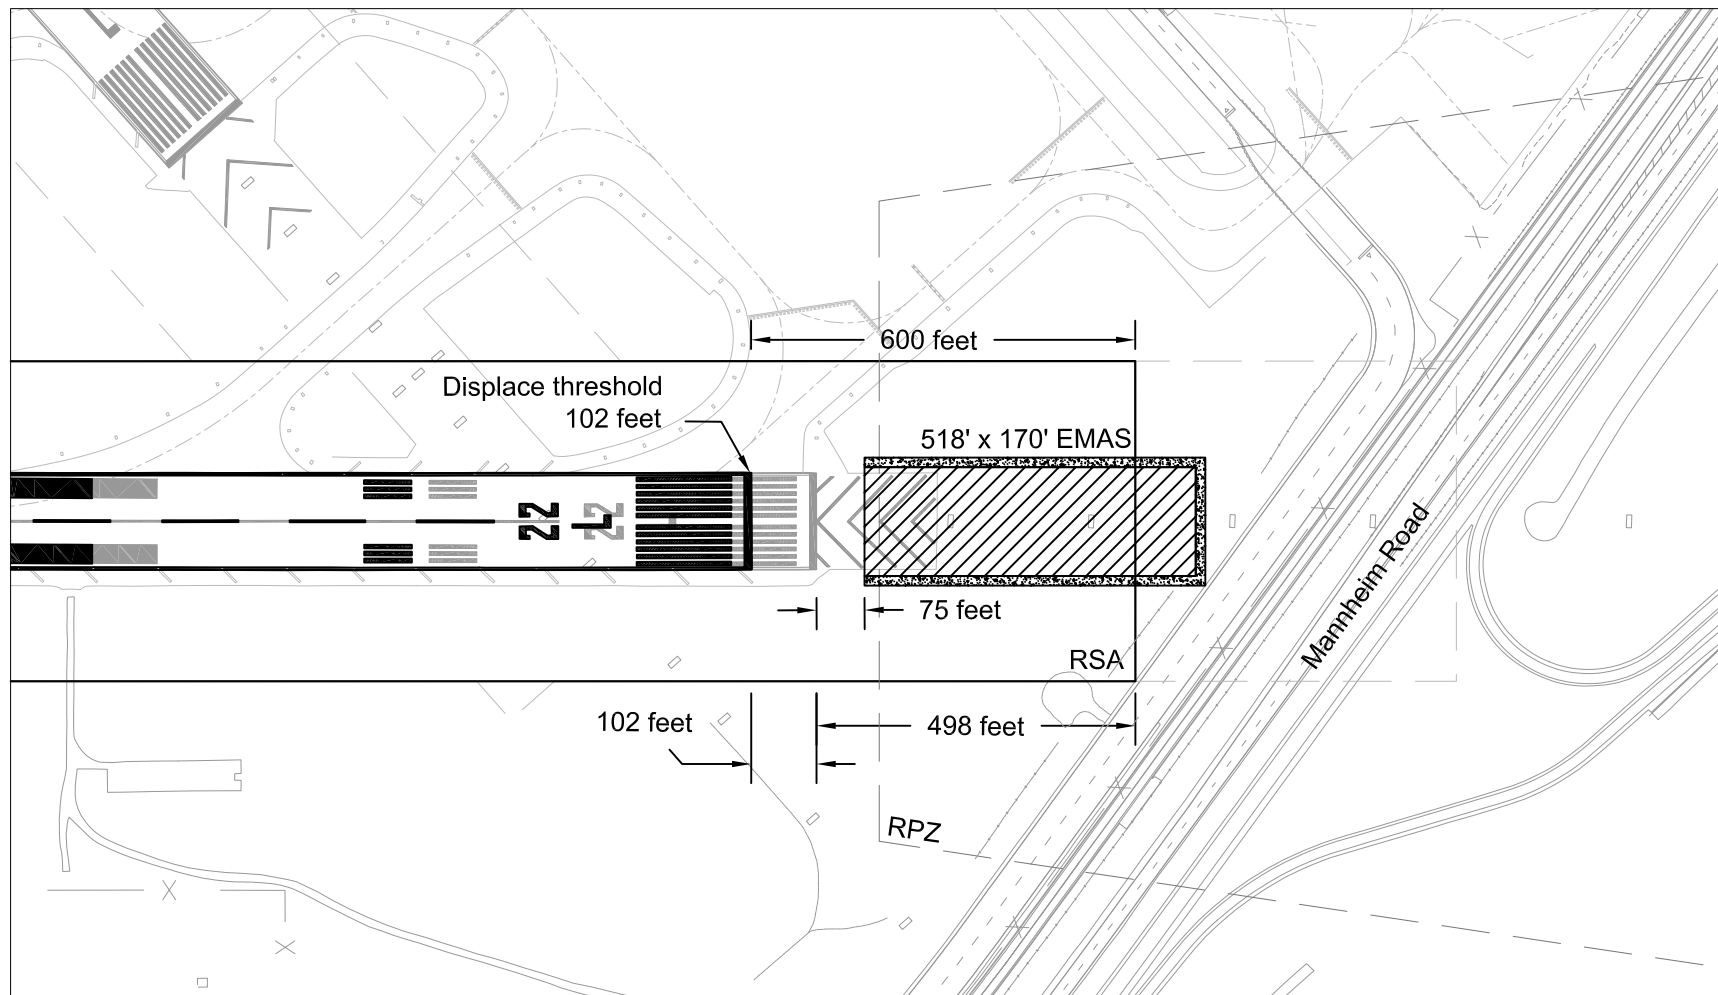 600 feet
Displace threshold
102 feet
518' x 170' EMAS
22
L
22
75 feet
Mannheim Road
RSA
102 feet
498 feet
RPZ